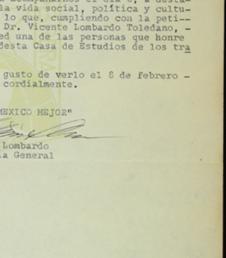 la vida social, política y cultu-
lo que, cumpliendo con la peti--
Dr. Vicente Lombardo Toledano, -
ed una de las personas que honre
desta Casa de Estudios de los tra
gusto de verlo el 8 de febrero -
cordialmente.
MEXICO MEJOR"
Lombardo
a General